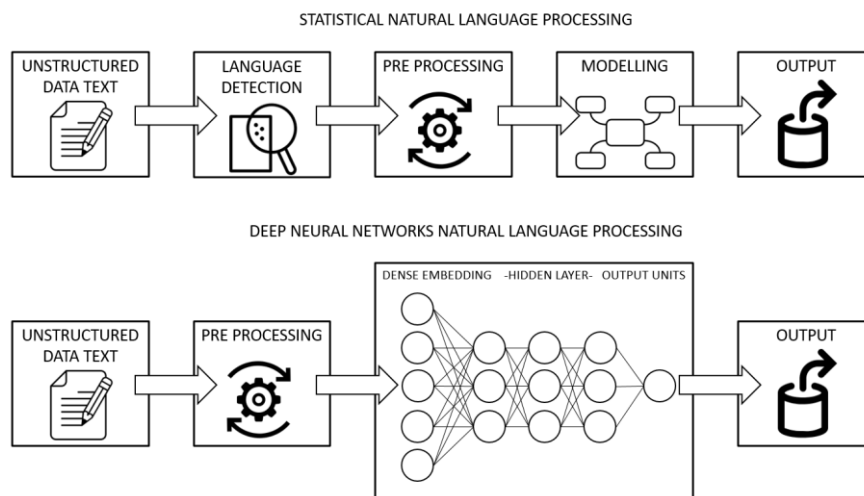 STATISTICAL NATURAL LANGUAGE PROCESSING
UNSTRUCTURED
DATA TEXT
LANGUAGE
DETECTION
PRE PROCESSING
MODELLING
OUTPUT
DEEP NEURAL NETWORKS NATURAL LANGUAGE PROCESSING
UNSTRUCTURED
DATA TEXT
PRE PROCESSING
DENSE EMBEDDING -HIDDEN LAYER- OUTPUT UNITS
OUTPUT